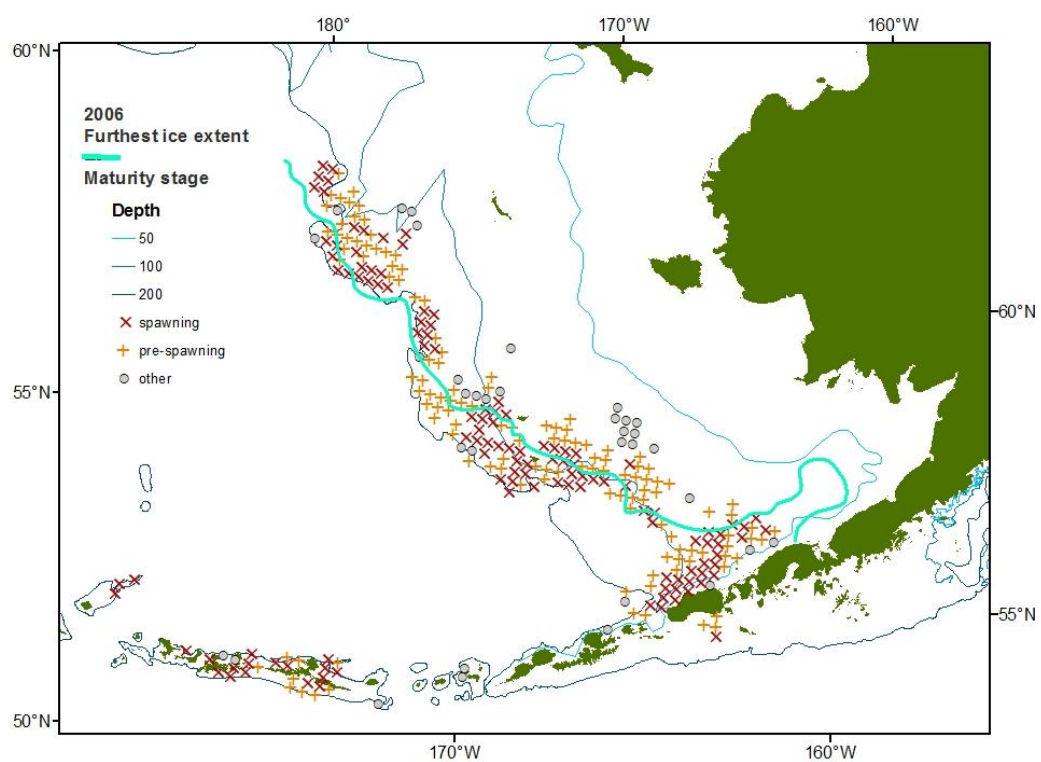 180° 170°W 160°W
60°N
2006
Furthest ice extent
Maturity stage
Depth
50
100
200
spawning
pre-spawning
other
60°N
55°N
55°N
50°N
170°W 160°W